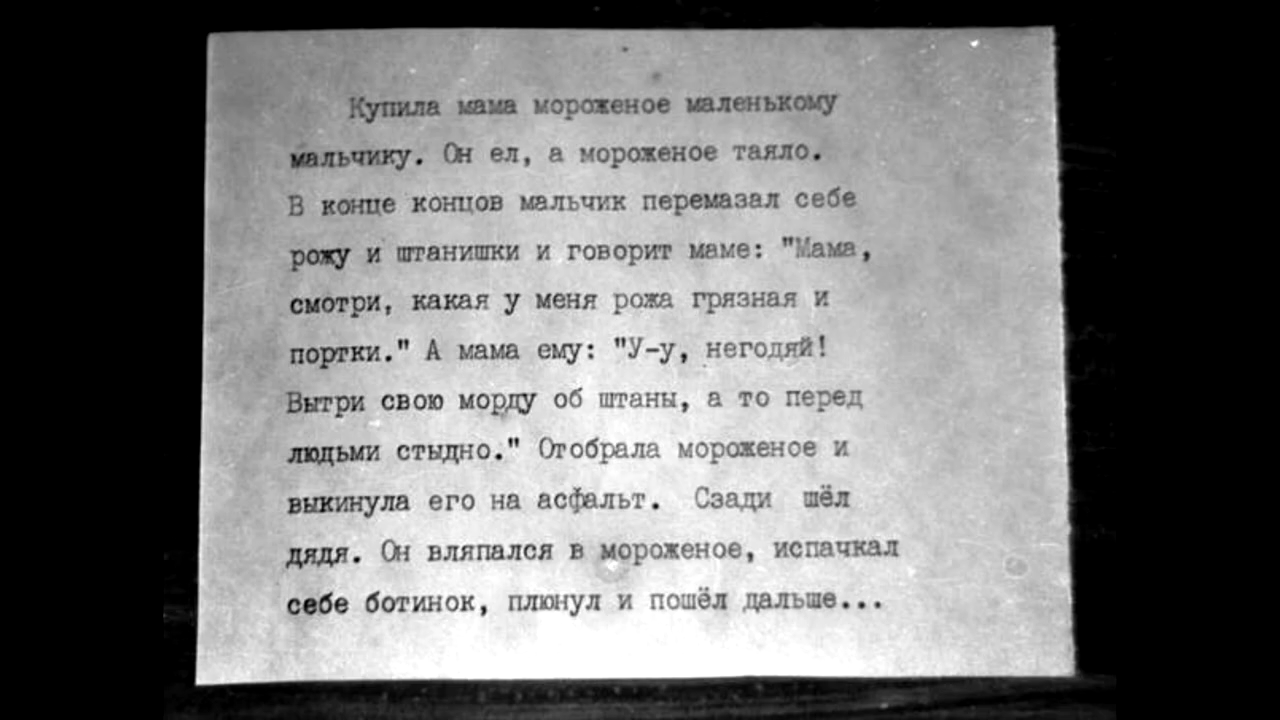 Купила мама мороженое маленькому
мальчику. Он ел, а мороженое таяло.
В конце концов мальчик перемазал себе
рожу и штанишки и говорит маме: "Мама,
смотри, какая у меня рожа грязная и
портки." А мама ему: "У-у, негодяй!
Вытри свою морду об штаны, а то перед
людьми стыдно." Отобрала мороженое и
выкинула его на асфальт. Сзади шёл
дядя. Он вляпался в мороженое, испачкал
себе ботинок, плюнул и пошёл дальше...